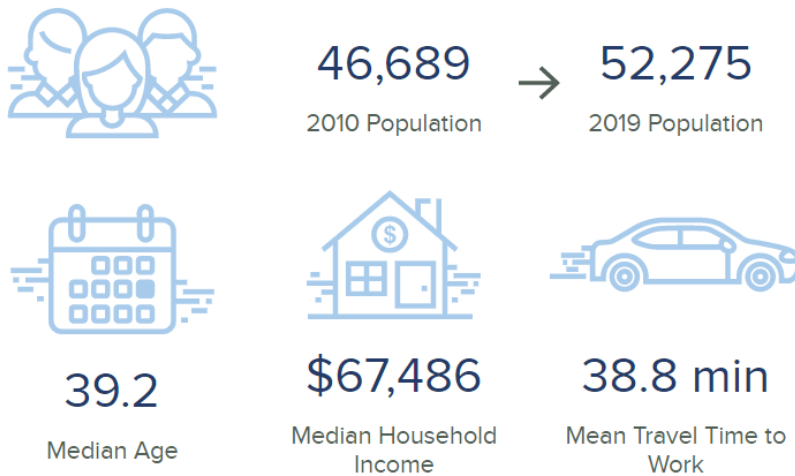 46,689
52,275
2010 Population
2019 Population
$
39.2
$67,486
38.8 min
Median Age
Median Household
Income
Mean Travel Time to
Work